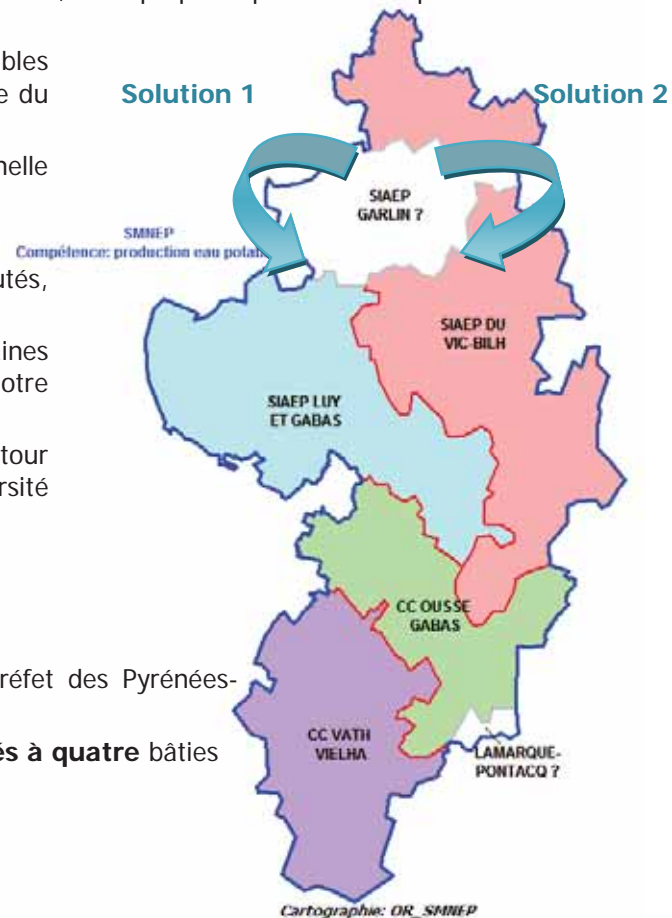 bles
e du
Solution 1
Solution 2
nelle
SIAEP
GARLIN ?
SMNEP
Compétence: production eau potab
utés,
SIAEP DU
VIC-BILH
ines
otre
SIAEP LUY
ET GABAS
tour
rsité
CC OUSSE
GABAS
réfet des Pyrénées-
CC VATH
VIELHA
és à quatre bâties
LAMARQUE-
PONTACQ ?
Cartographie: OR_SMNEP